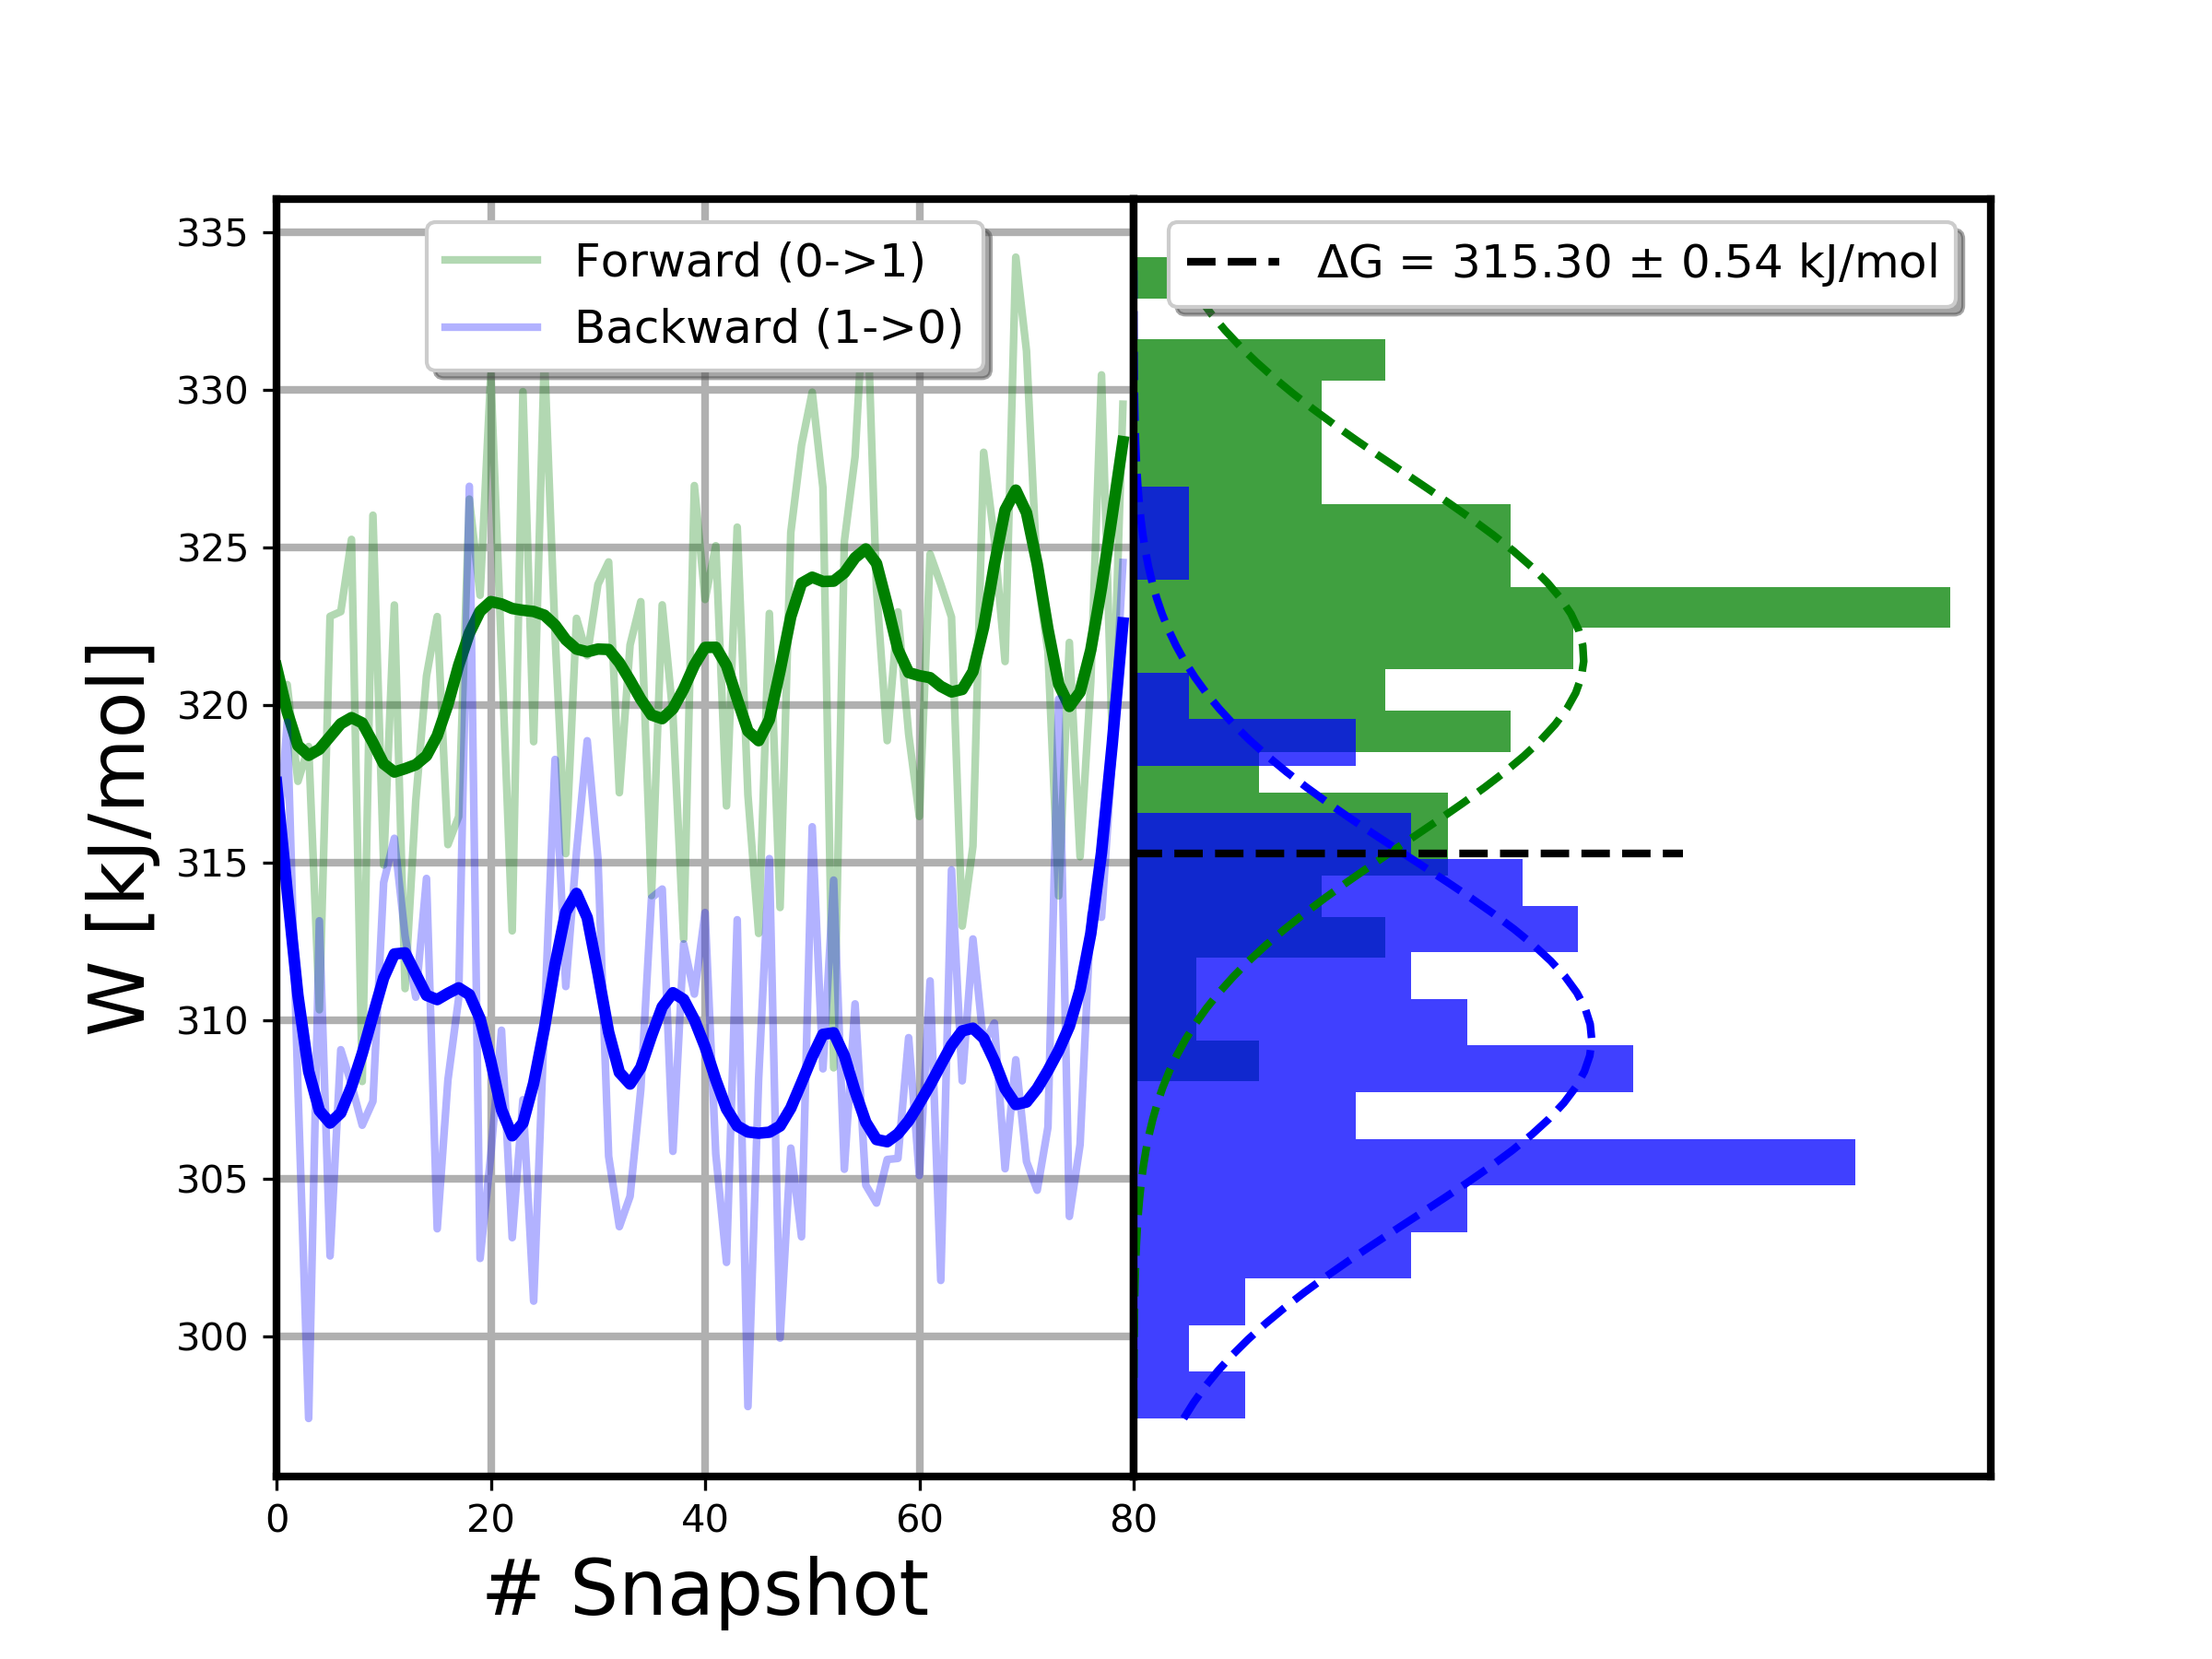 Forward (0->1)
Backward (1->0)
ΔG = 315.30 ± 0.54 kJ/mol
335
330
325
320
315
310
305
300
W [kJ/mol]
0 20 40 60 80
# Snapshot